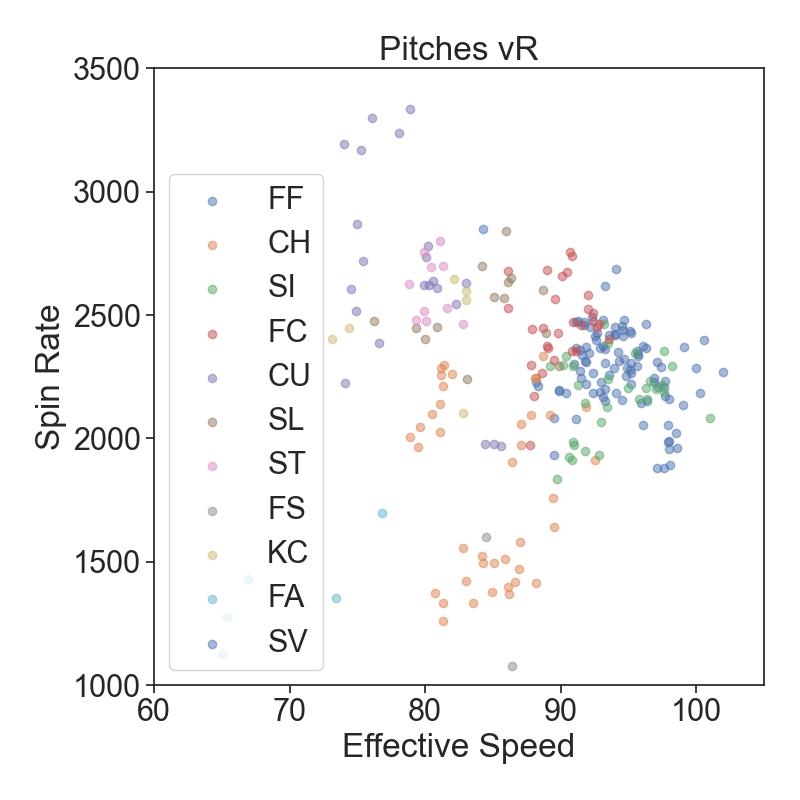 Pitches vR
Spin Rate
3500
3000
2500
2000
1500
1000
FF
CH
SI
FC
CU
SL
ST
FS
KC
FA
SV
60
70
80
90
100
Effective Speed